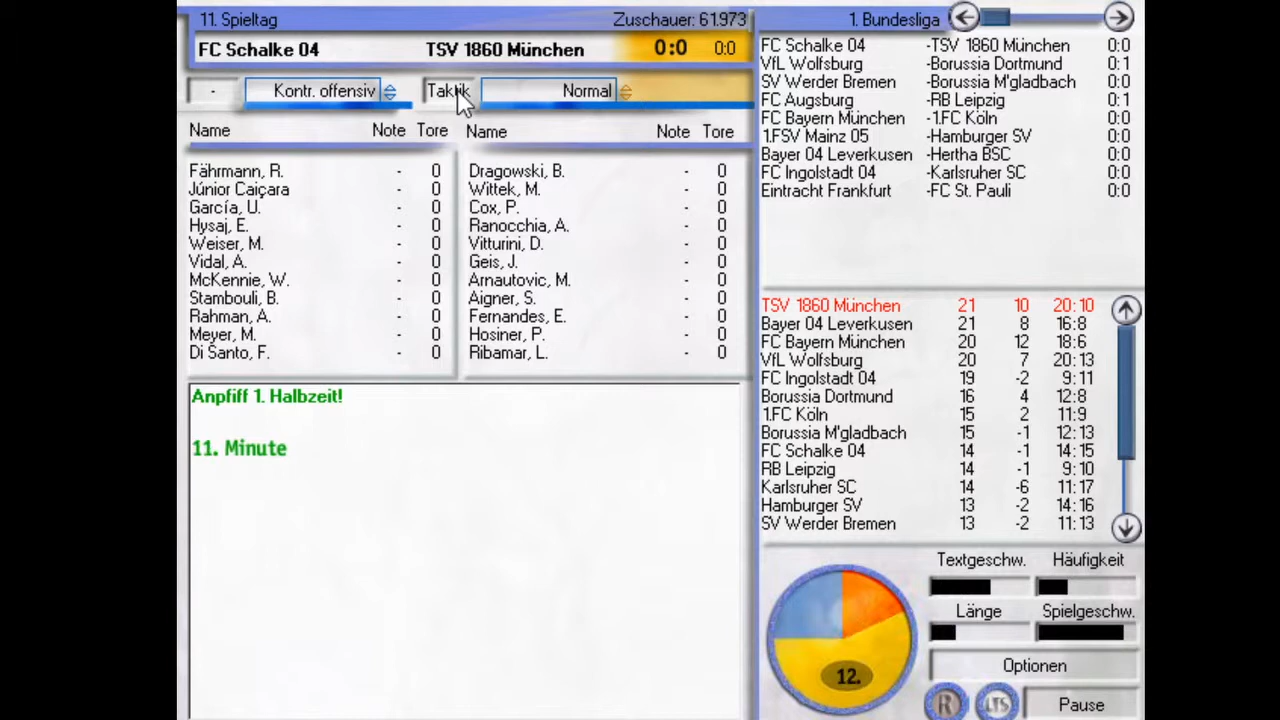 11. Spieltag Zuschauer: 61.973
FC Schalke 04 TSV 1860 München 0:0 0:0
- Kontr. offensiv Taktik Normal
Name Note Tore Name Note Tore
Fährmann, R. - 0 Dragowski, B. - 0
Júnior Caiçara - 0 Wittek, M. - 0
García, U. - 0 Cox, P. - 0
Hysaj, E. - 0 Ranocchia, A. - 0
Weiser, M. - 0 Vitturini, D. - 0
Vidal, A. - 0 Geis, J. - 0
McKennie, W. - 0 Arnautovic, M. - 0
Stambouli, B. - 0 Aigner, S. - 0
Rahman, A. - 0 Fernandes, E. - 0
Meyer, M. - 0 Hosiner, P. - 0
Di Santo, F. - 0 Ribamar, L. - 0
Anpfiff 1. Halbzeit!
11. Minute
1. Bundesliga
FC Schalke 04 -TSV 1860 München 0:0
VfL Wolfsburg -Borussia Dortmund 0:1
SV Werder Bremen -Borussia M'gladbach 0:0
FC Augsburg -RB Leipzig 0:1
FC Bayern München -1.FC Köln 0:0
1.FSV Mainz 05 -Hamburger SV 0:0
Bayer 04 Leverkusen -Hertha BSC 0:0
FC Ingolstadt 04 -Karlsruher SC 0:0
Eintracht Frankfurt -FC St. Pauli 0:0
TSV 1860 München 21 10 20:10
Bayer 04 Leverkusen 21 8 16:8
FC Bayern München 20 12 18:6
VfL Wolfsburg 20 7 20:13
FC Ingolstadt 04 19 -2 9:11
Borussia Dortmund 16 4 12:8
1.FC Köln 15 2 11:9
Borussia M'gladbach 15 -1 12:13
FC Schalke 04 14 -1 14:15
RB Leipzig 14 -1 9:10
Karlsruher SC 14 -6 11:17
Hamburger SV 13 -2 14:16
SV Werder Bremen 13 -2 11:13
Textgeschw. Häufigkeit
Länge Spielgeschw.
12.
Optionen
R LTS Pause